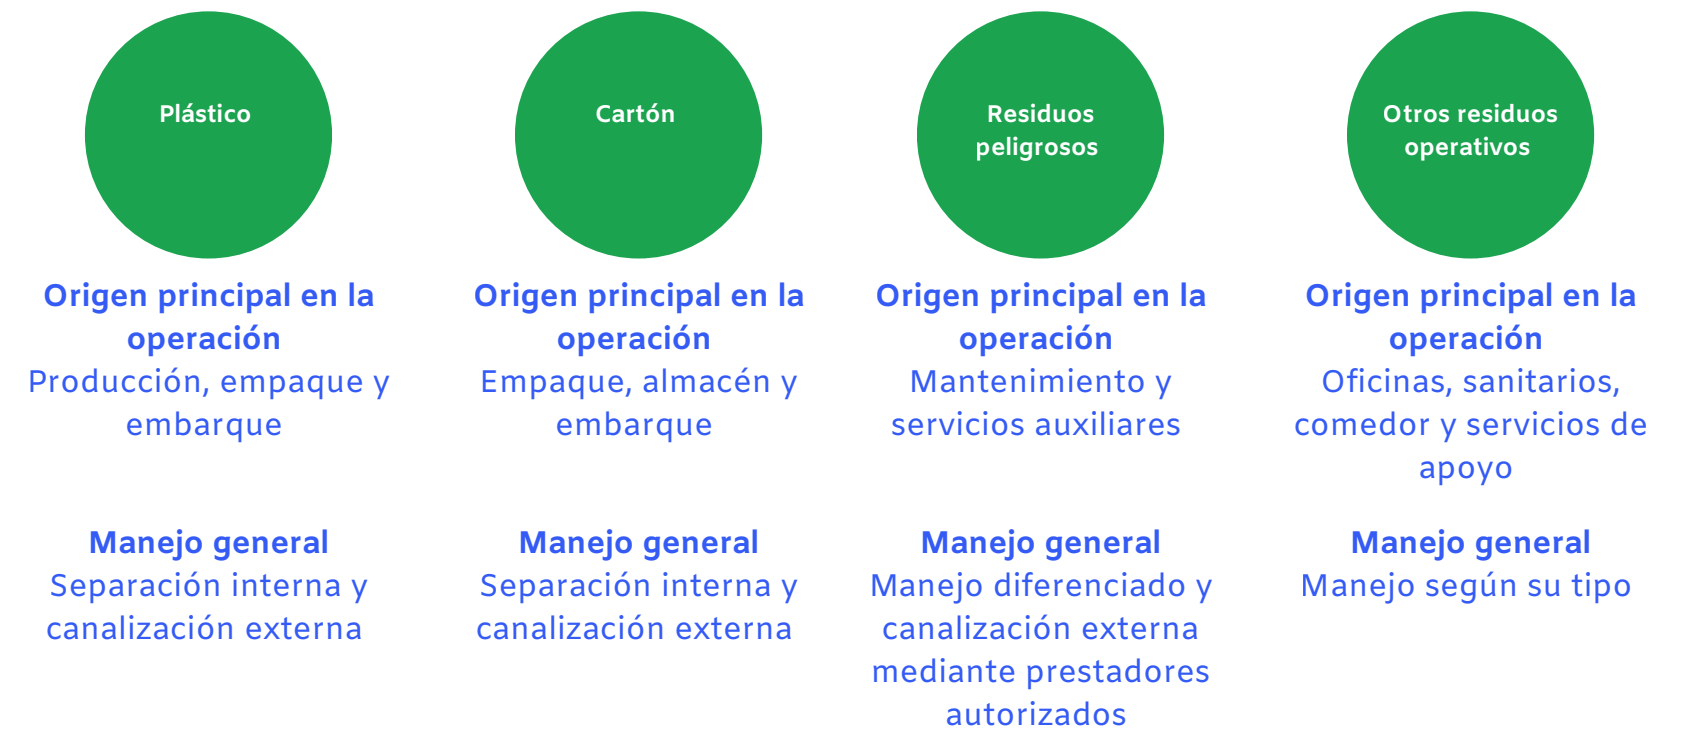 Plástico
Origen principal en la
operación
Producción, empaque y
embarque
Manejo general
Separación interna y
canalización externa
Cartón
Origen principal en la
operación
Empaque, almacén y
embarque
Manejo general
Separación interna y
canalización externa
Residuos
peligrosos
Origen principal en la
operación
Mantenimiento y
servicios auxiliares
Manejo general
Manejo diferenciado y
canalización externa
mediante prestadores
autorizados
Otros residuos
operativos
Origen principal en la
operación
Oficinas, sanitarios,
comedor y servicios de
apoyo
Manejo general
Manejo según su tipo